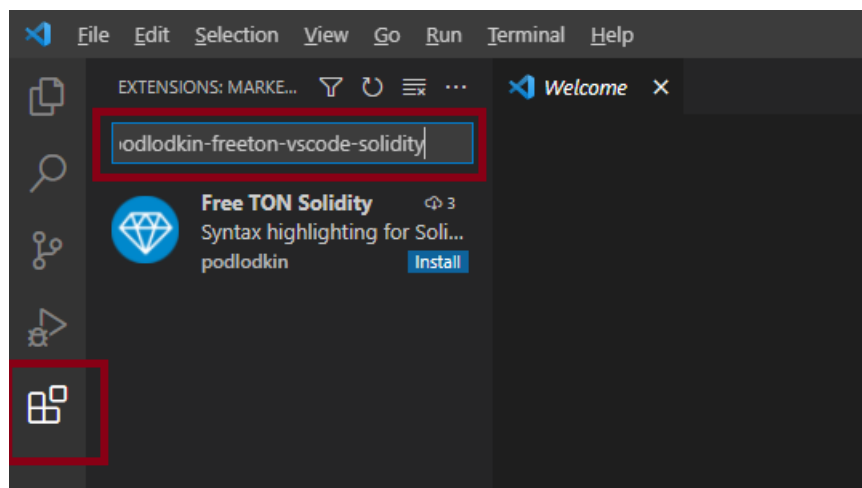 File Edit Selection View Go Run Terminal Help
EXTENSIONS: MARKE...
Welcome
odlodkin-freeton-vscode-solidity
Free TON Solidity 3
Syntax highlighting for Soli...
podlodkin Install